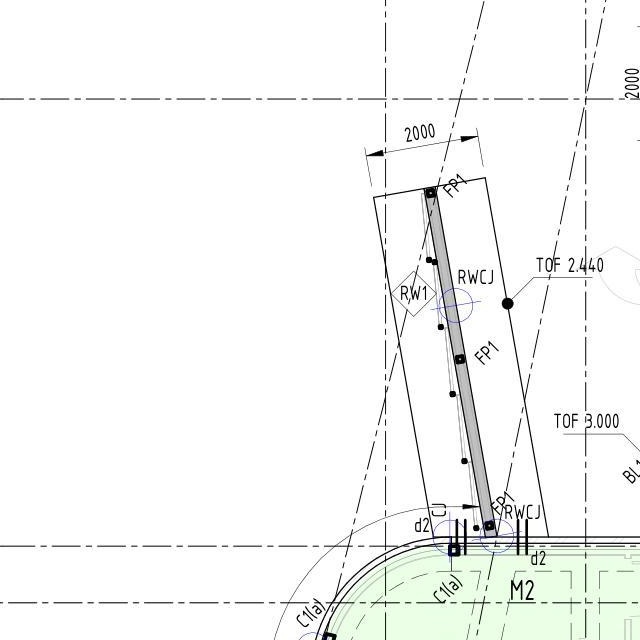 2000
2000
FP1
TOF 2.440
RWCJ
RW1
FP1
TOF 3.000
FP1
CJ
RWCJ
d2
d2
C1(a)
M2
C1(a)